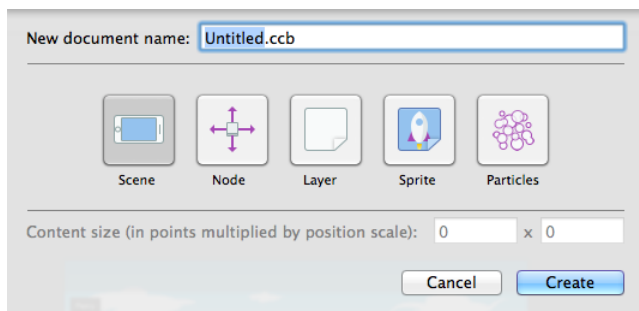 New document name: Untitled.ccb
Scene Node Layer Sprite Particles
Content size (in points multiplied by position scale): 0 x 0
Cancel Create